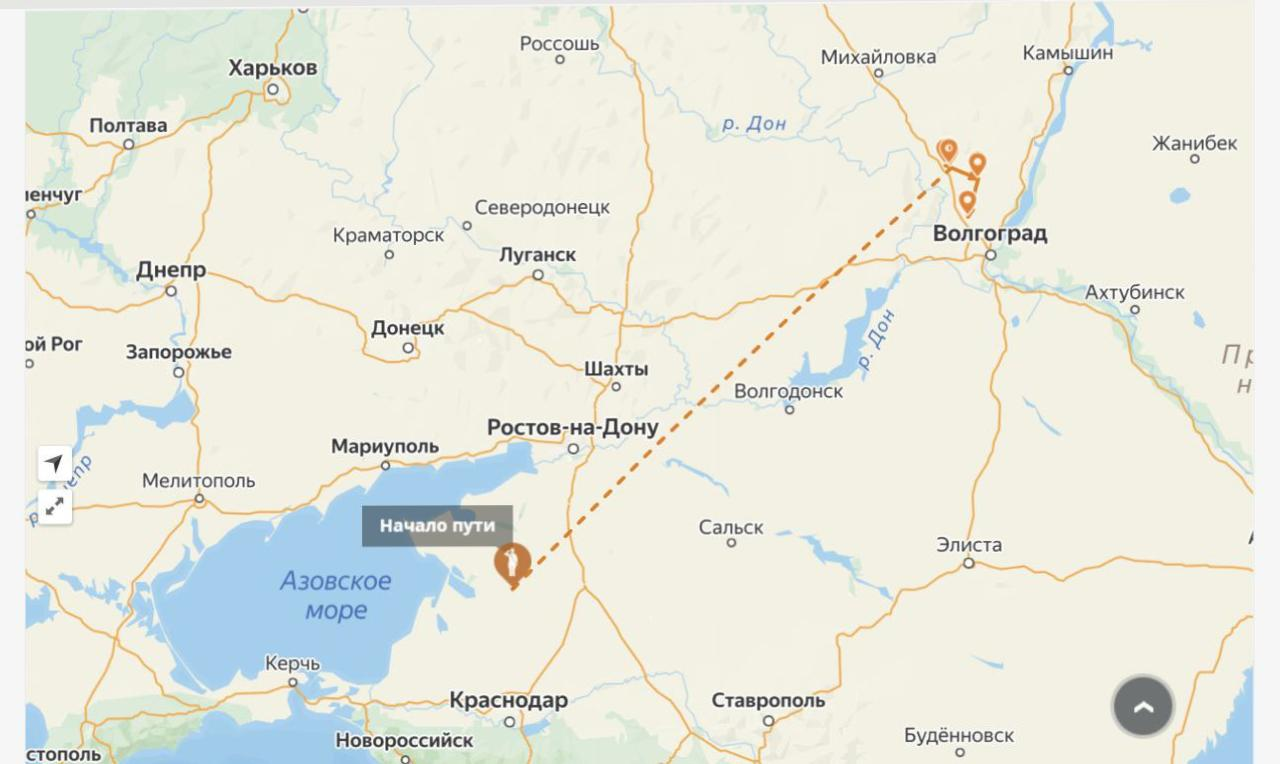 Россошь
Михайловка
Камышин
Харьков
Полтава
р. Дон
Жанибек
Северодонецк
Краматорск
Луганск
Волгоград
Днепр
Ахтубинск
Донецк
ой Рог
Запорожье
р. Дон
Шахты
Волгодонск
Ростов-на-Дону
Мариуполь
Мелитополь
Начало пути
Сальск
Элиста
Азовское
море
Керчь
Краснодар
Ставрополь
Новороссийск
Будённовск
стополь